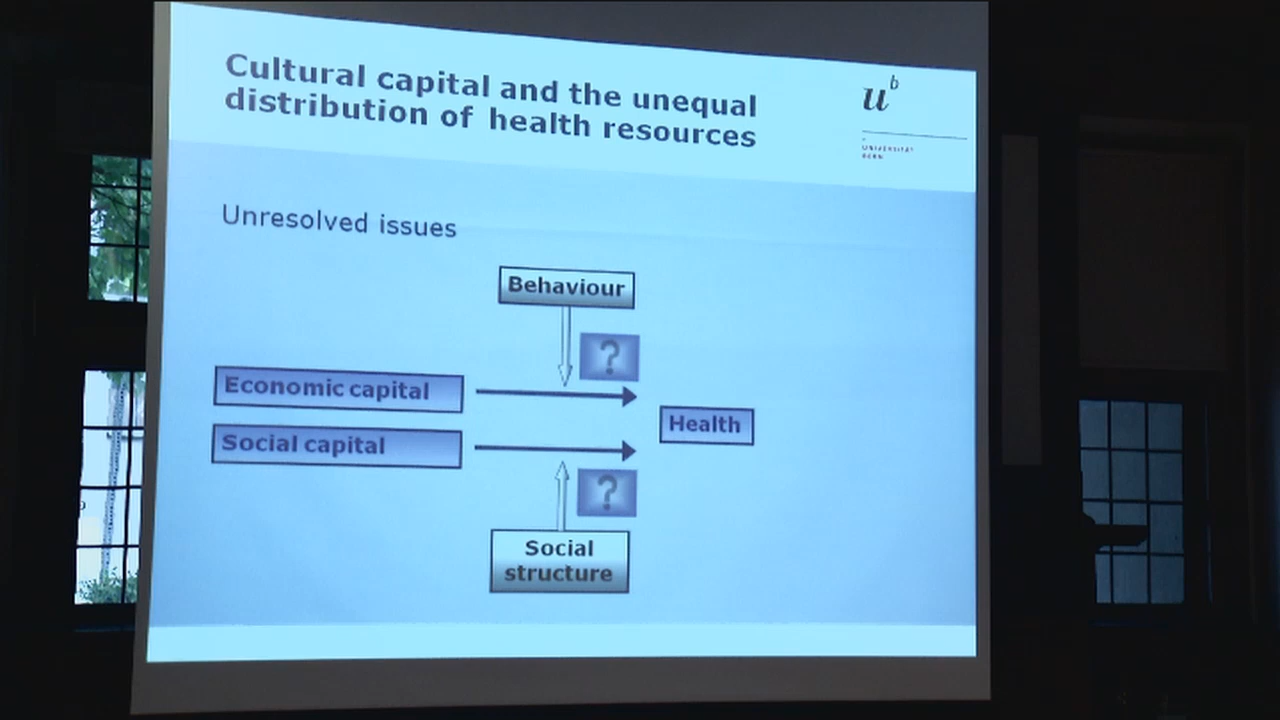 Cultural capital and the unequal
distribution of health resources
u
b
UNIVERSITÄT
BERN
Unresolved issues
Behaviour
?
Economic capital
Health
Social capital
?
Social
structure